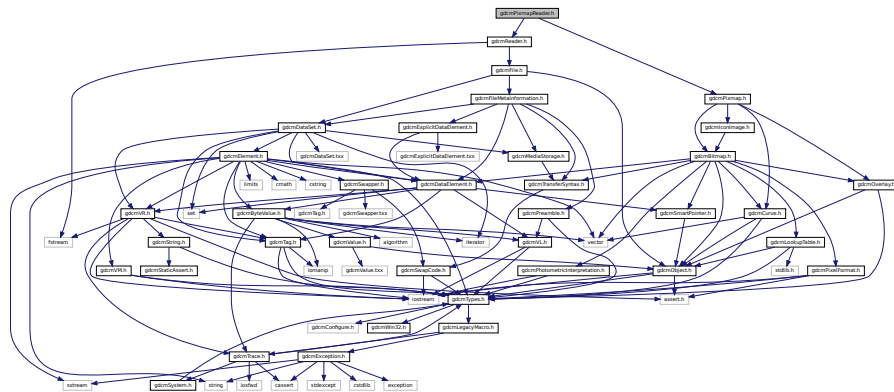 gdcmPixmapReader.h
gdcmReader.h
gdcmFile.h
gdcmFileMetaInformation.h
gdcmPixmap.h
gdcmDataSet.h
gdcmExplicitDataElement.h
gdcmIconImage.h
gdcmElement.h
gdcmDataSet.txx
gdcmExplicitDataElement.txx
gdcmMediaStorage.h
gdcmBitmap.h
limits
cmath
cstring
gdcmSwapper.h
gdcmDataElement.h
gdcmTransferSyntax.h
gdcmOverlay.h
gdcmVR.h
set
gdcmByteValue.h
gdcmTag.h
gdcmSwapper.txx
gdcmPreamble.h
gdcmSmartPointer.h
gdcmCurve.h
fstream
gdcmString.h
gdcmTag.h
gdcmValue.h
algorithm
iterator
gdcmVL.h
vector
gdcmLookupTable.h
gdcmVM.h
gdcmStaticAssert.h
iomanip
gdcmValue.txx
gdcmSwapCode.h
gdcmPhotometricInterpretation.h
gdcmObject.h
stdlib.h
gdcmPixelFormat.h
iostream
gdcmTypes.h
assert.h
gdcmConfigure.h
gdcmWin32.h
gdcmLegacyMacro.h
gdcmTrace.h
gdcmException.h
sstream
gdcmSystem.h
string
iosfwd
cassert
stdexcept
cstdlib
exception